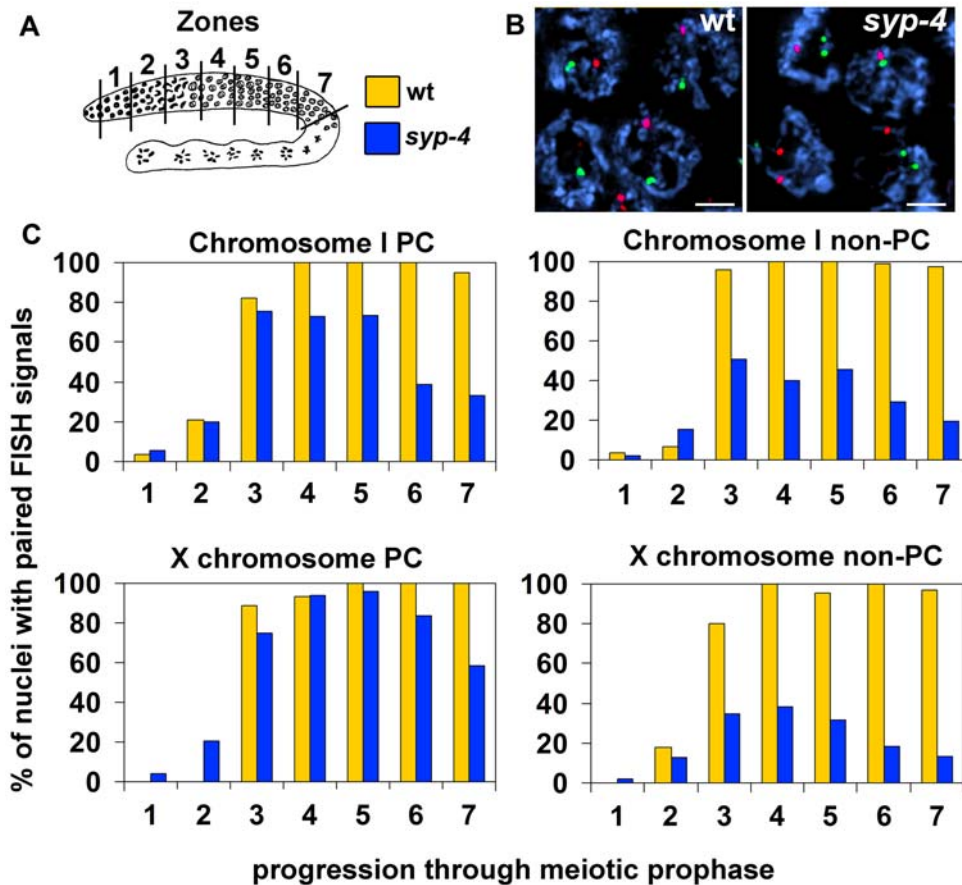 A
Zones
1 2 3 4 5 6 7
wt
syp-4
B
wt
syp-4
C
% of nuclei with paired FISH signals
Chromosome I PC
100
80
60
40
20
0
1 2 3 4 5 6 7
Chromosome I non-PC
100
80
60
40
20
0
1 2 3 4 5 6 7
X chromosome PC
100
80
60
40
20
0
1 2 3 4 5 6 7
X chromosome non-PC
100
80
60
40
20
0
1 2 3 4 5 6 7
progression through meiotic prophase